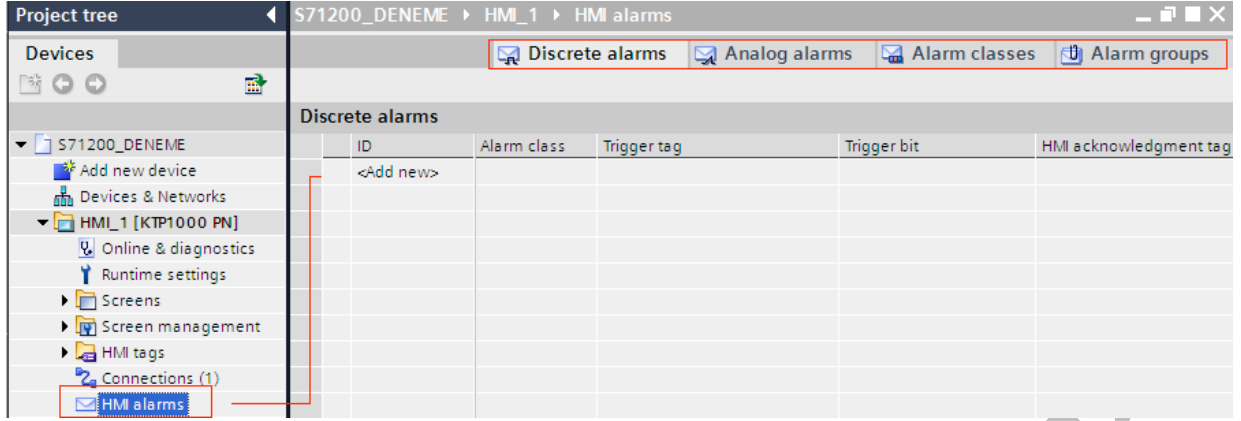 Project tree
S71200_DENEME ▸ HMI_1 ▸ HMI alarms
Devices
Discrete alarms
Analog alarms
Alarm classes
Alarm groups
Discrete alarms
ID
Alarm class
Trigger tag
Trigger bit
HMI acknowledgment tag
<Add new>
S71200_DENEME
Add new device
Devices & Networks
HMI_1 [KTP1000 PN]
Online & diagnostics
Runtime settings
Screens
Screen management
HMI tags
Connections (1)
HMI alarms